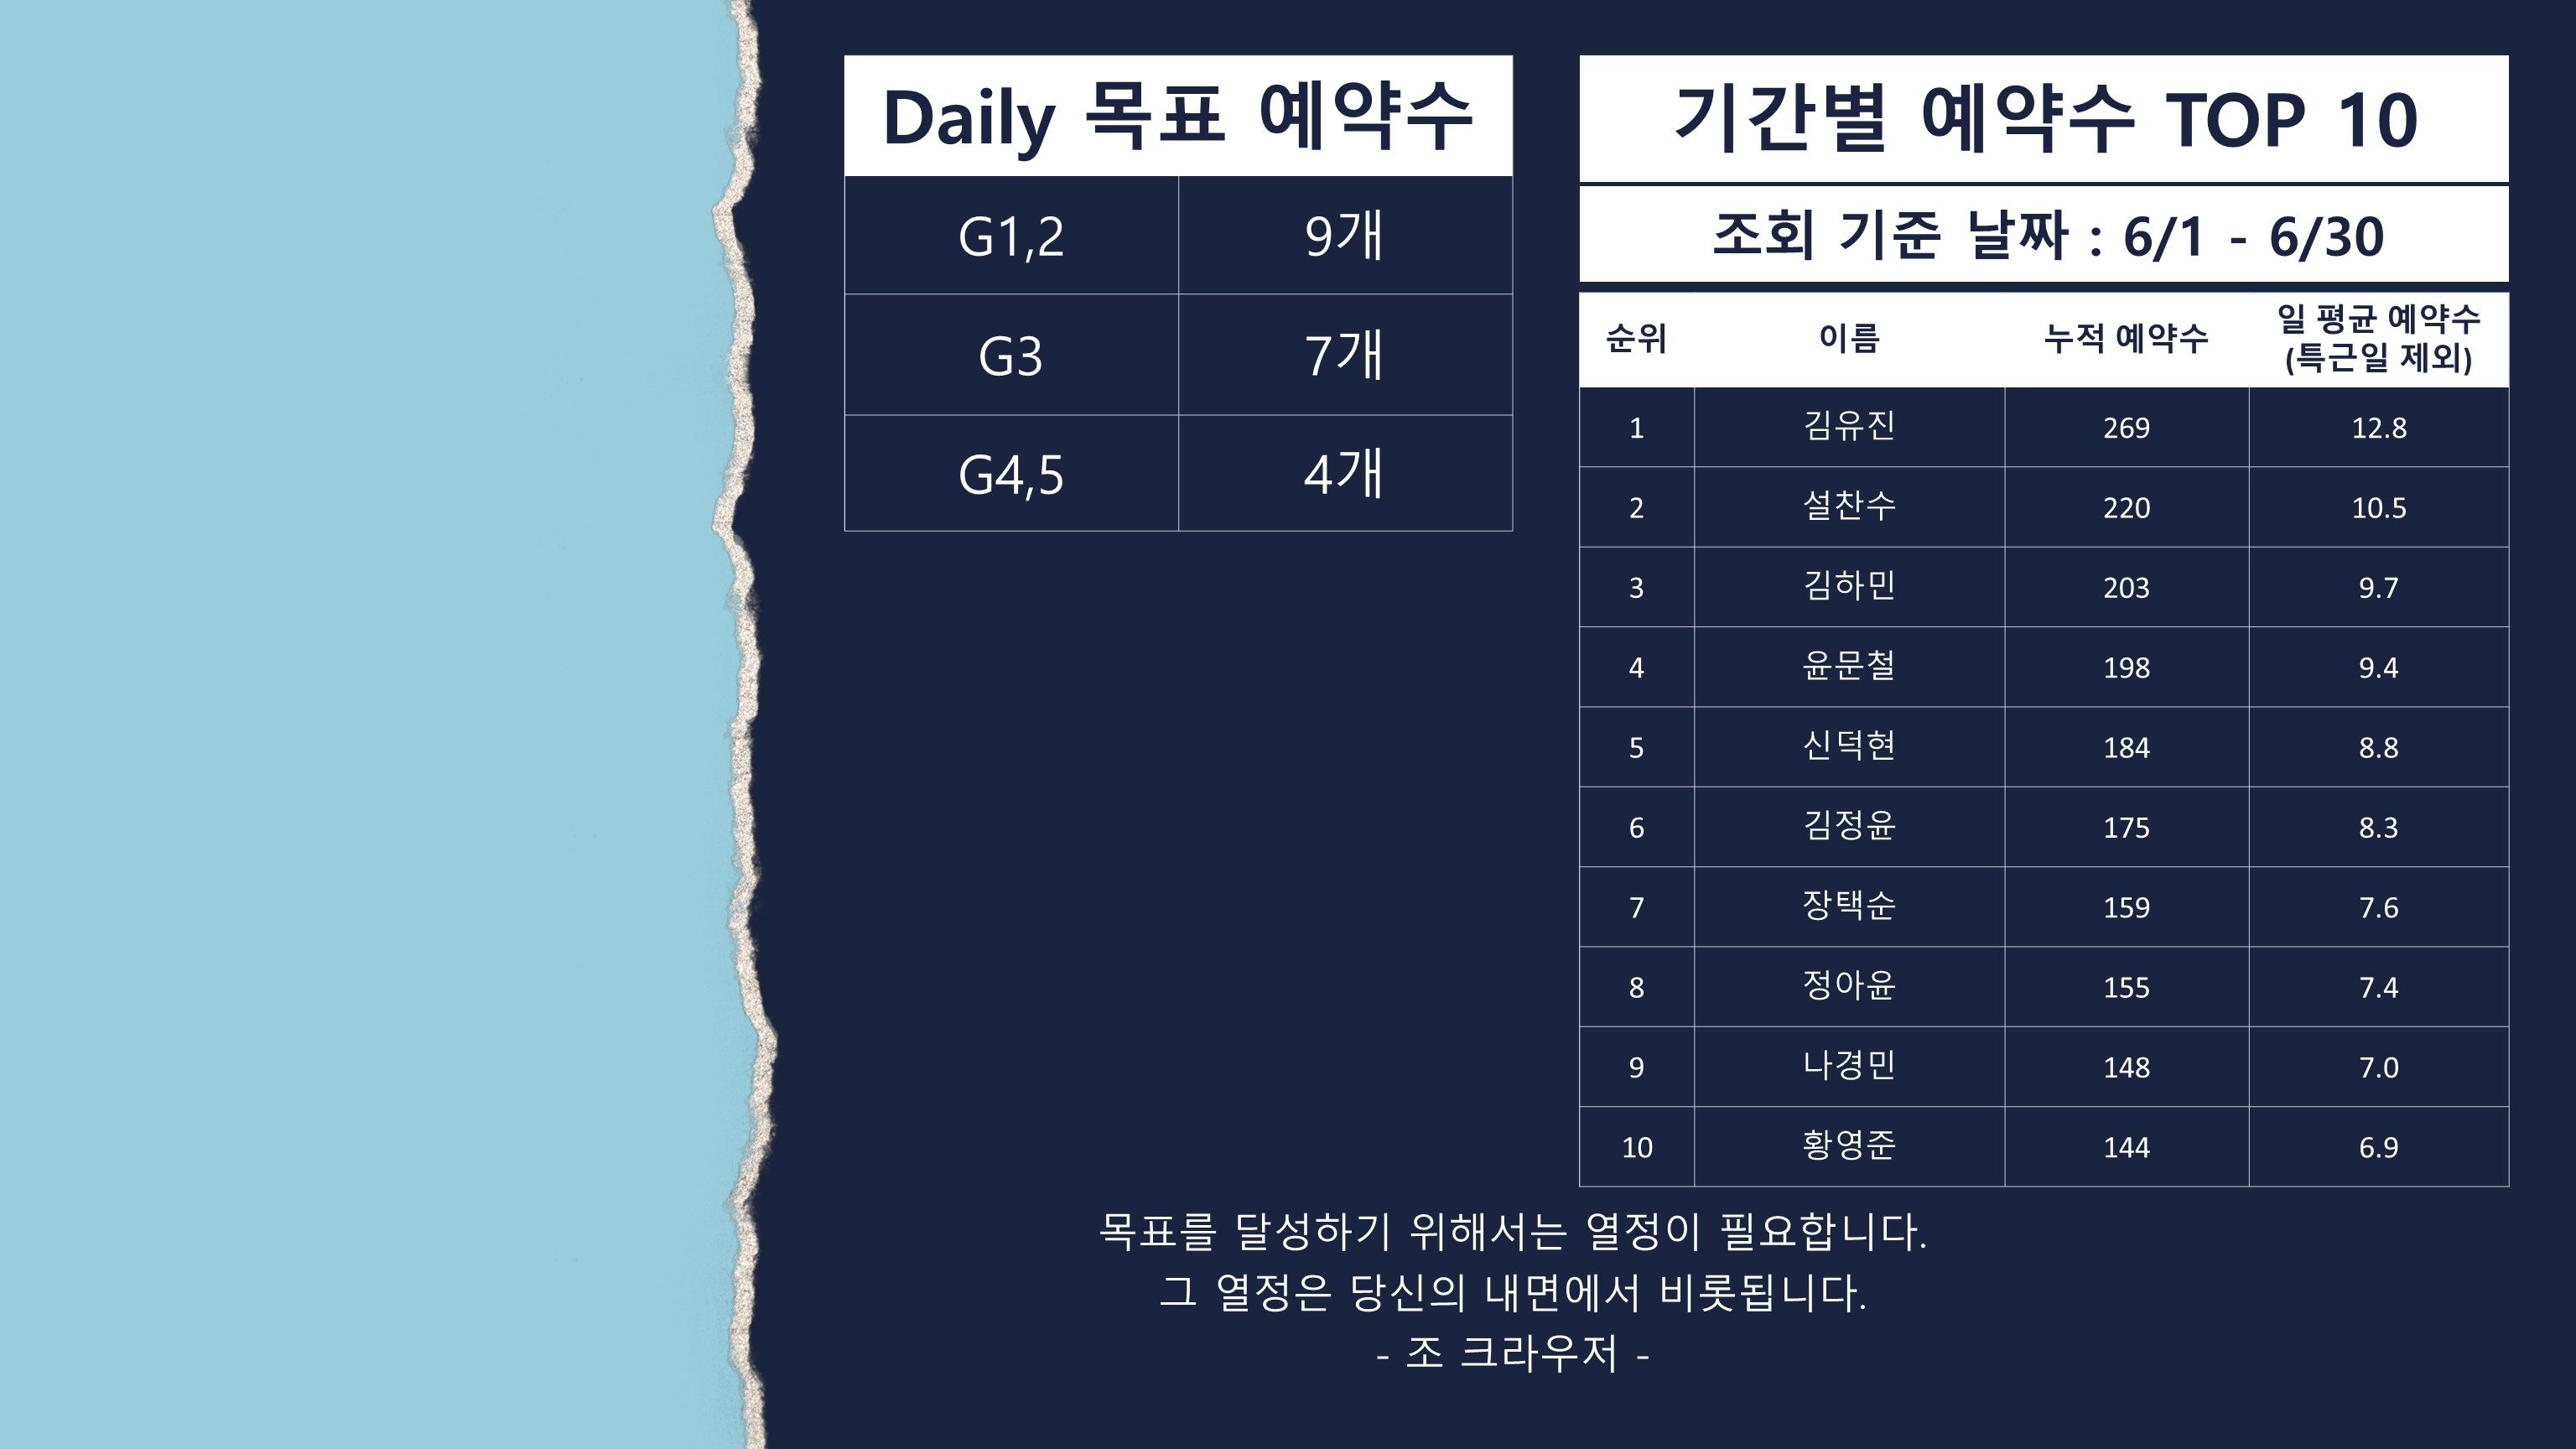 Daily 목표 예약수
G1,2 9개
G3 7개
G4,5 4개
기간별 예약수 TOP 10
조회 기준 날짜 : 6/1 - 6/30
순위 이름 누적 예약수 일 평균 예약수
(특근일 제외)
1 김유진 269 12.8
2 설찬수 220 10.5
3 김하민 203 9.7
4 윤문철 198 9.4
5 신덕현 184 8.8
6 김정윤 175 8.3
7 장택순 159 7.6
8 정아윤 155 7.4
9 나경민 148 7.0
10 황영준 144 6.9
목표를 달성하기 위해서는 열정이 필요합니다.
그 열정은 당신의 내면에서 비롯됩니다.
- 조 크라우저 -